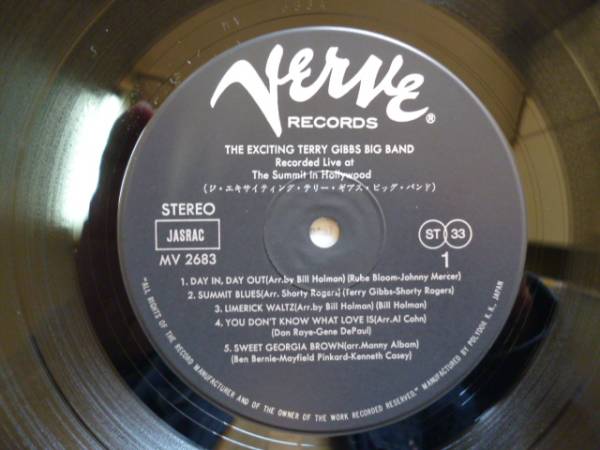 Verve
RECORDS ®
THE EXCITING TERRY GIBBS BIG BAND
Recorded Live at
The Summit in Hollywood
(ジ・エキサイティング・テリー・ギブス・ビッグ・バンド)
STEREO
JASRAC
MV 2683
ST 33
1
1. DAY IN, DAY OUT(Arr.by Bill Holman)(Rube Bloom-Johnny Mercer)
2. SUMMIT BLUES(Arr. Shorty Rogers)(Terry Gibbs-Shorty Rogers)
3. LIMERICK WALTZ(Arr.by Bill Holman)(Bill Holman)
4. YOU DON'T KNOW WHAT LOVE IS(Arr.Al Cohn)
(Don Raye-Gene DePaul)
5. SWEET GEORGIA BROWN(arr.Manny Albam)
(Ben Bernie-Mayfield Pinkard-Kenneth Casey)
"ALL RIGHTS OF THE RECORD MANUFACTURER AND OF THE OWNER OF THE WORK RECORDED RESERVED." MANUFACTURED BY POLYDOR K.K., JAPAN